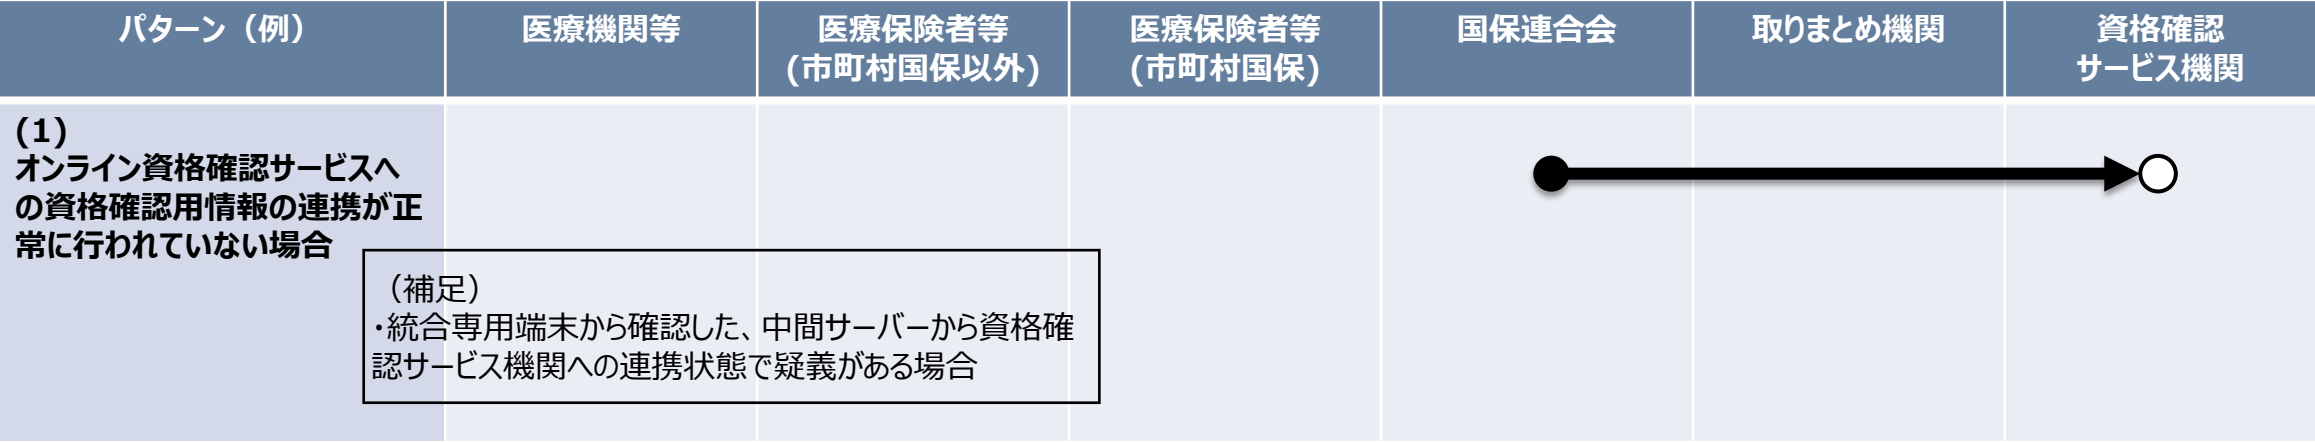 パターン（例）
医療機関等
医療保険者等
(市町村国保以外)
医療保険者等
(市町村国保)
国保連合会
取りまとめ機関
資格確認
サービス機関
(1)
オンライン資格確認サービスへ
の資格確認用情報の連携が正
常に行われていない場合
（補足）
・統合専用端末から確認した、中間サーバーから資格確
認サービス機関への連携状態で疑義がある場合